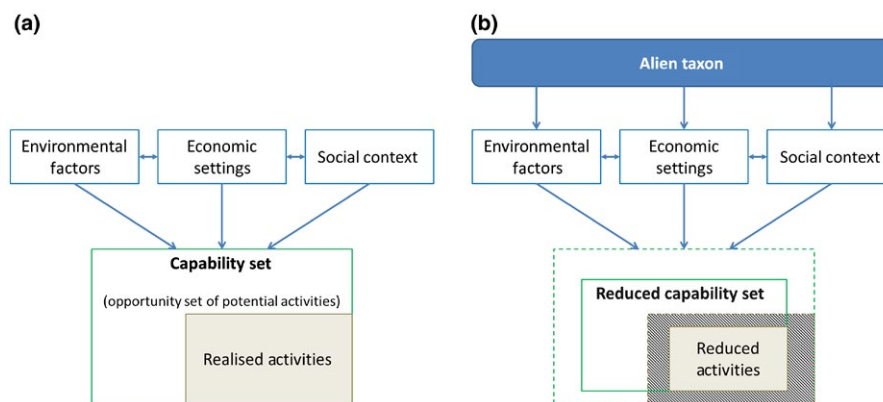 (a)
Environmental
factors
Economic
settings
Social context
Capability set
(opportunity set of potential activities)
Realised activities
(b)
Alien taxon
Environmental
factors
Economic
settings
Social context
Reduced capability set
Reduced
activities